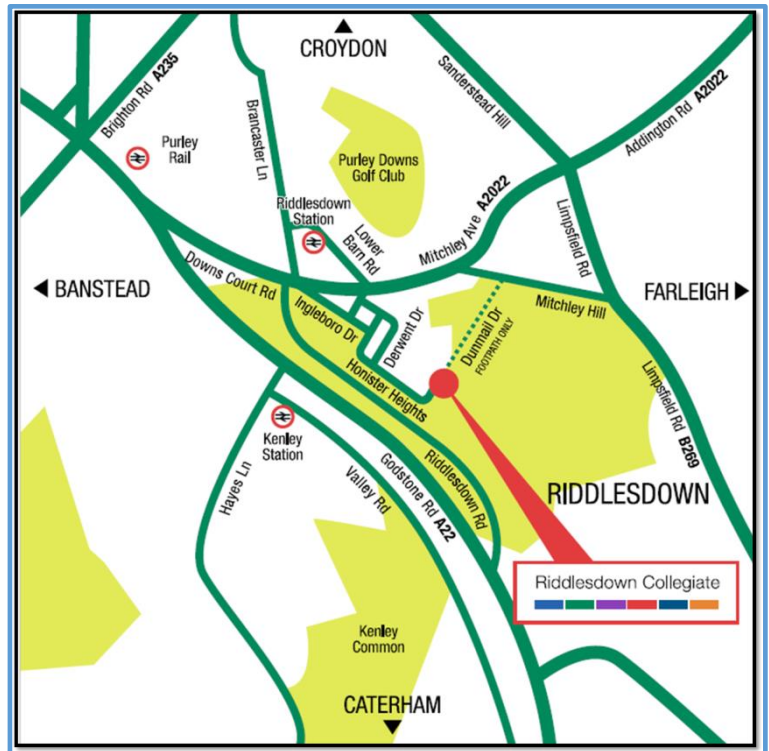 CROYDON
Brighton Rd A235
Brancaster Ln
Sanderstead Hill
Addington Rd A2022
Purley
Rail
Purley Downs
Golf Club
Riddlesdown
Station
Lower
Barn Rd
Mitchley Ave A2022
Limpsfield Rd
BANSTEAD
Downs Court Rd
Ingleboro Dr
Derwent Dr
Dunmail Dr
FOOTPATH ONLY
Mitchley Hill
FARLEIGH
Honister Heights
Limpsfield Rd B269
Kenley
Station
Hayes Ln
Valley Rd
Godstone Rd A22
Riddlesdown Rd
RIDDLESDOWN
Riddlesdown Collegiate
Kenley
Common
CATERHAM